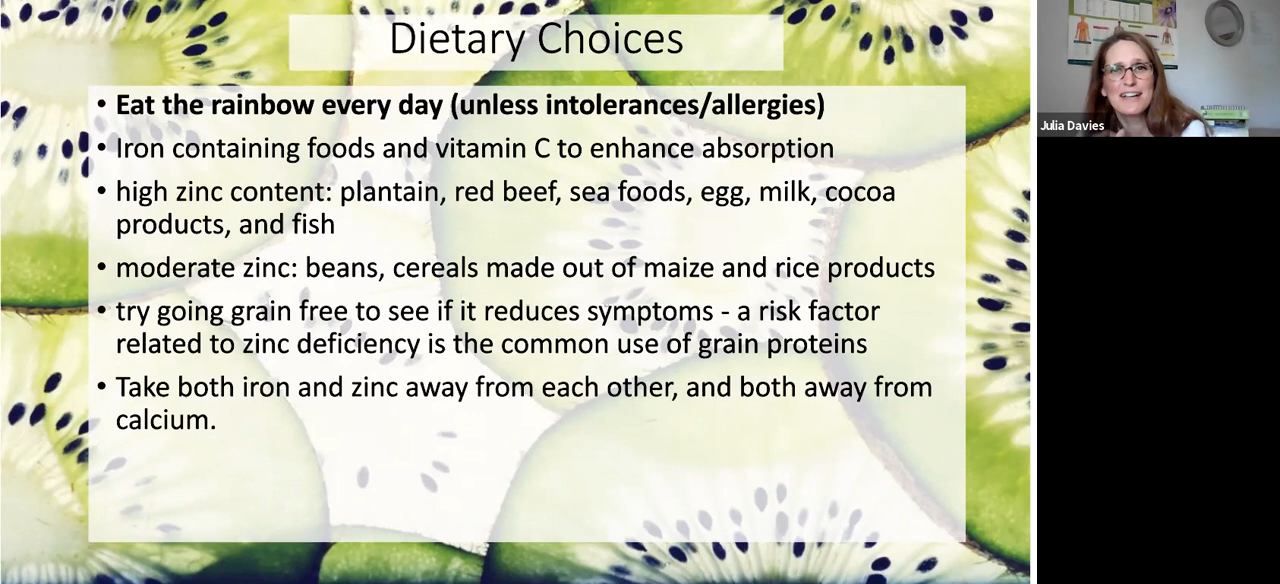 Dietary Choices
• Eat the rainbow every day (unless intolerances/allergies)
• Iron containing foods and vitamin C to enhance absorption
• high zinc content: plantain, red beef, sea foods, egg, milk, cocoa
products, and fish
• moderate zinc: beans, cereals made out of maize and rice products
• try going grain free to see if it reduces symptoms - a risk factor
related to zinc deficiency is the common use of grain proteins
• Take both iron and zinc away from each other, and both away from
calcium.
Julia Davies